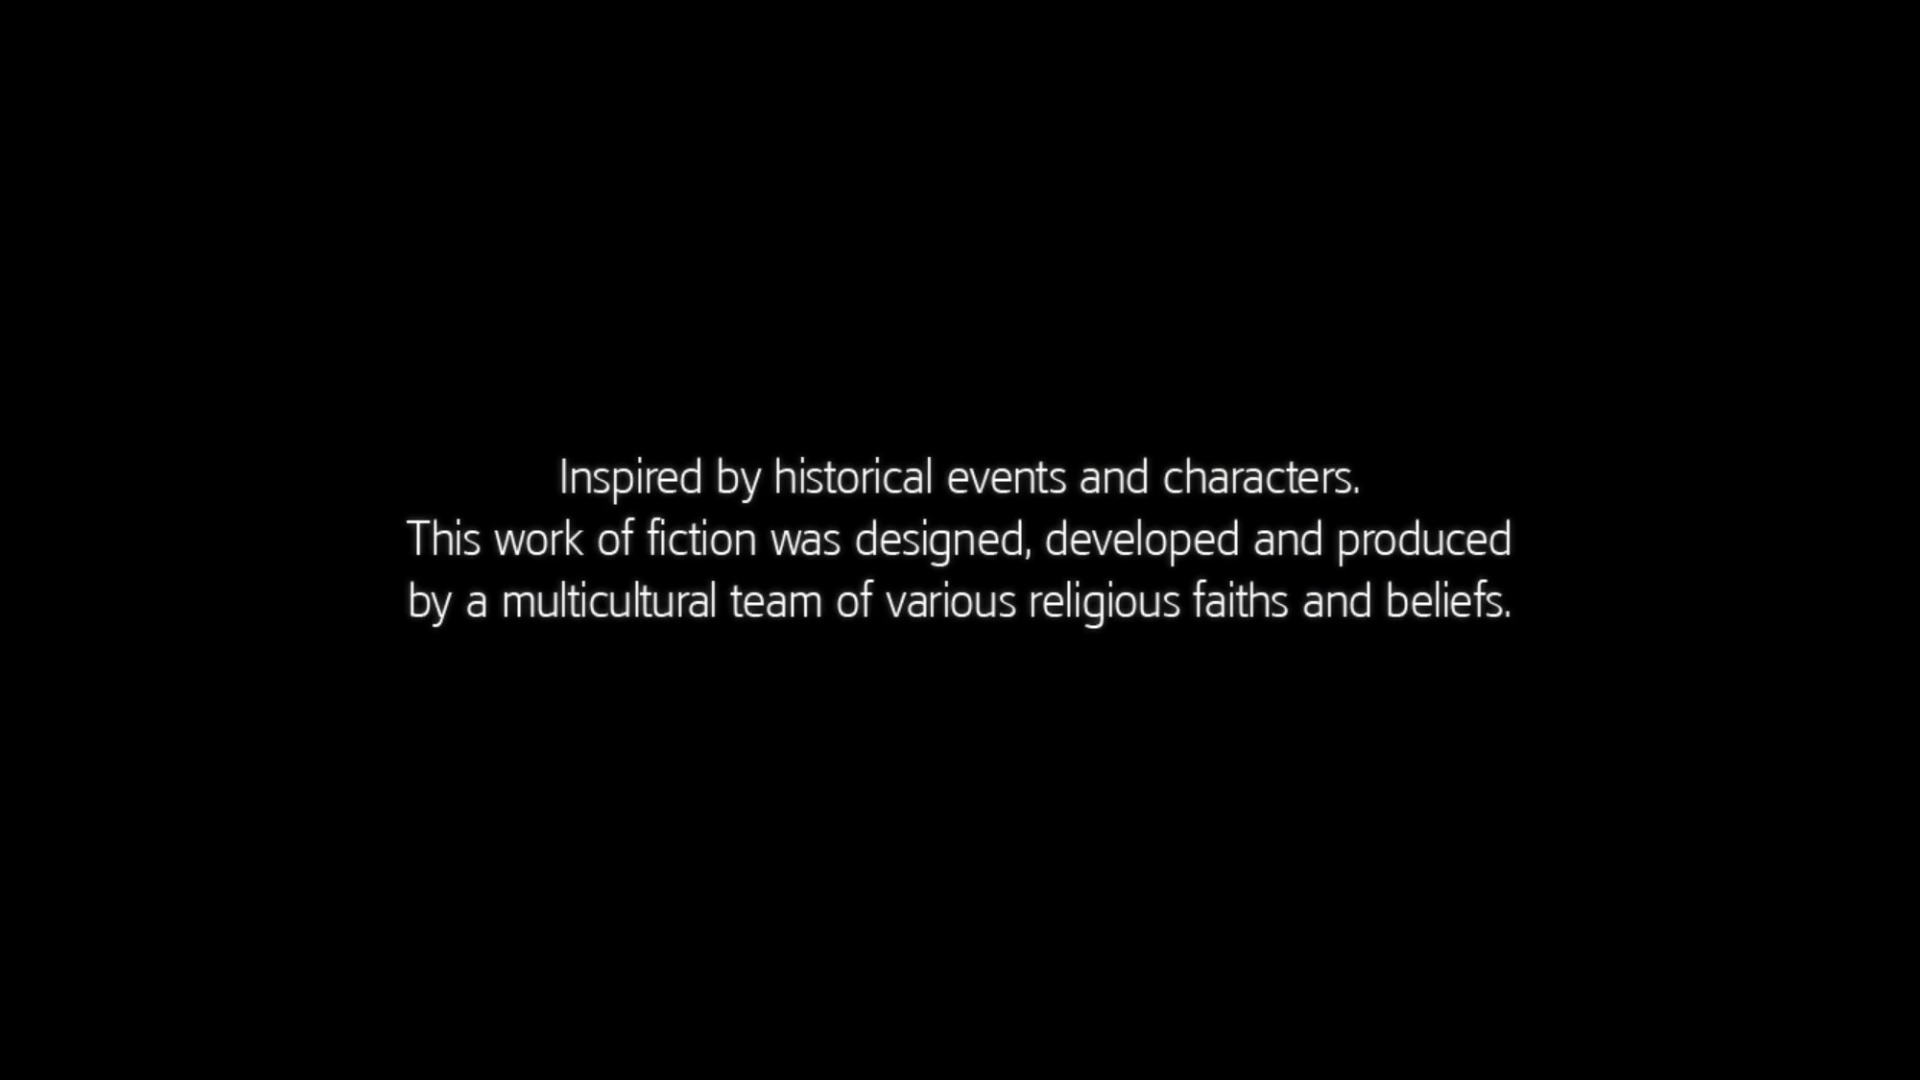 Inspired by historical events and characters.
This work of fiction was designed, developed and produced
by a multicultural team of various religious faiths and beliefs.